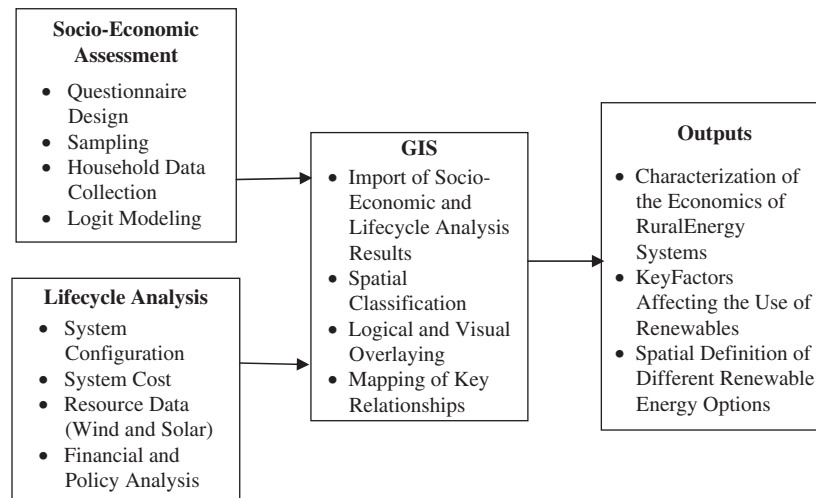 Socio-Economic
Assessment
• Questionnaire
Design
• Sampling
• Household Data
Collection
• Logit Modeling
Lifecycle Analysis
• System
Configuration
• System Cost
• Resource Data
(Wind and Solar)
• Financial and
Policy Analysis
GIS
• Import of Socio-
Economic and
Lifecycle Analysis
Results
• Spatial
Classification
• Logical and Visual
Overlaying
• Mapping of Key
Relationships
Outputs
• Characterization of
the Economics of
RuralEnergy
Systems
• KeyFactors
Affecting the Use of
Renewables
• Spatial Definition of
Different Renewable
Energy Options